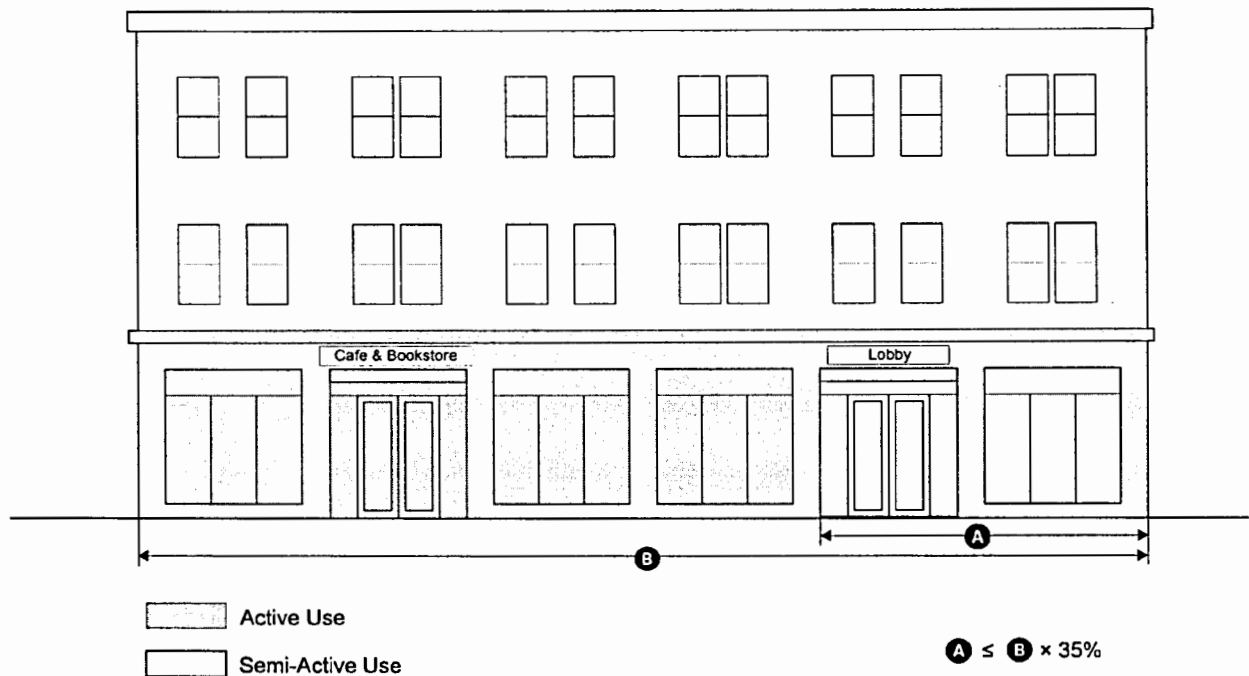 Cafe & Bookstore
Lobby
A
B
Active Use
Semi-Active Use
A ≤ B × 35%